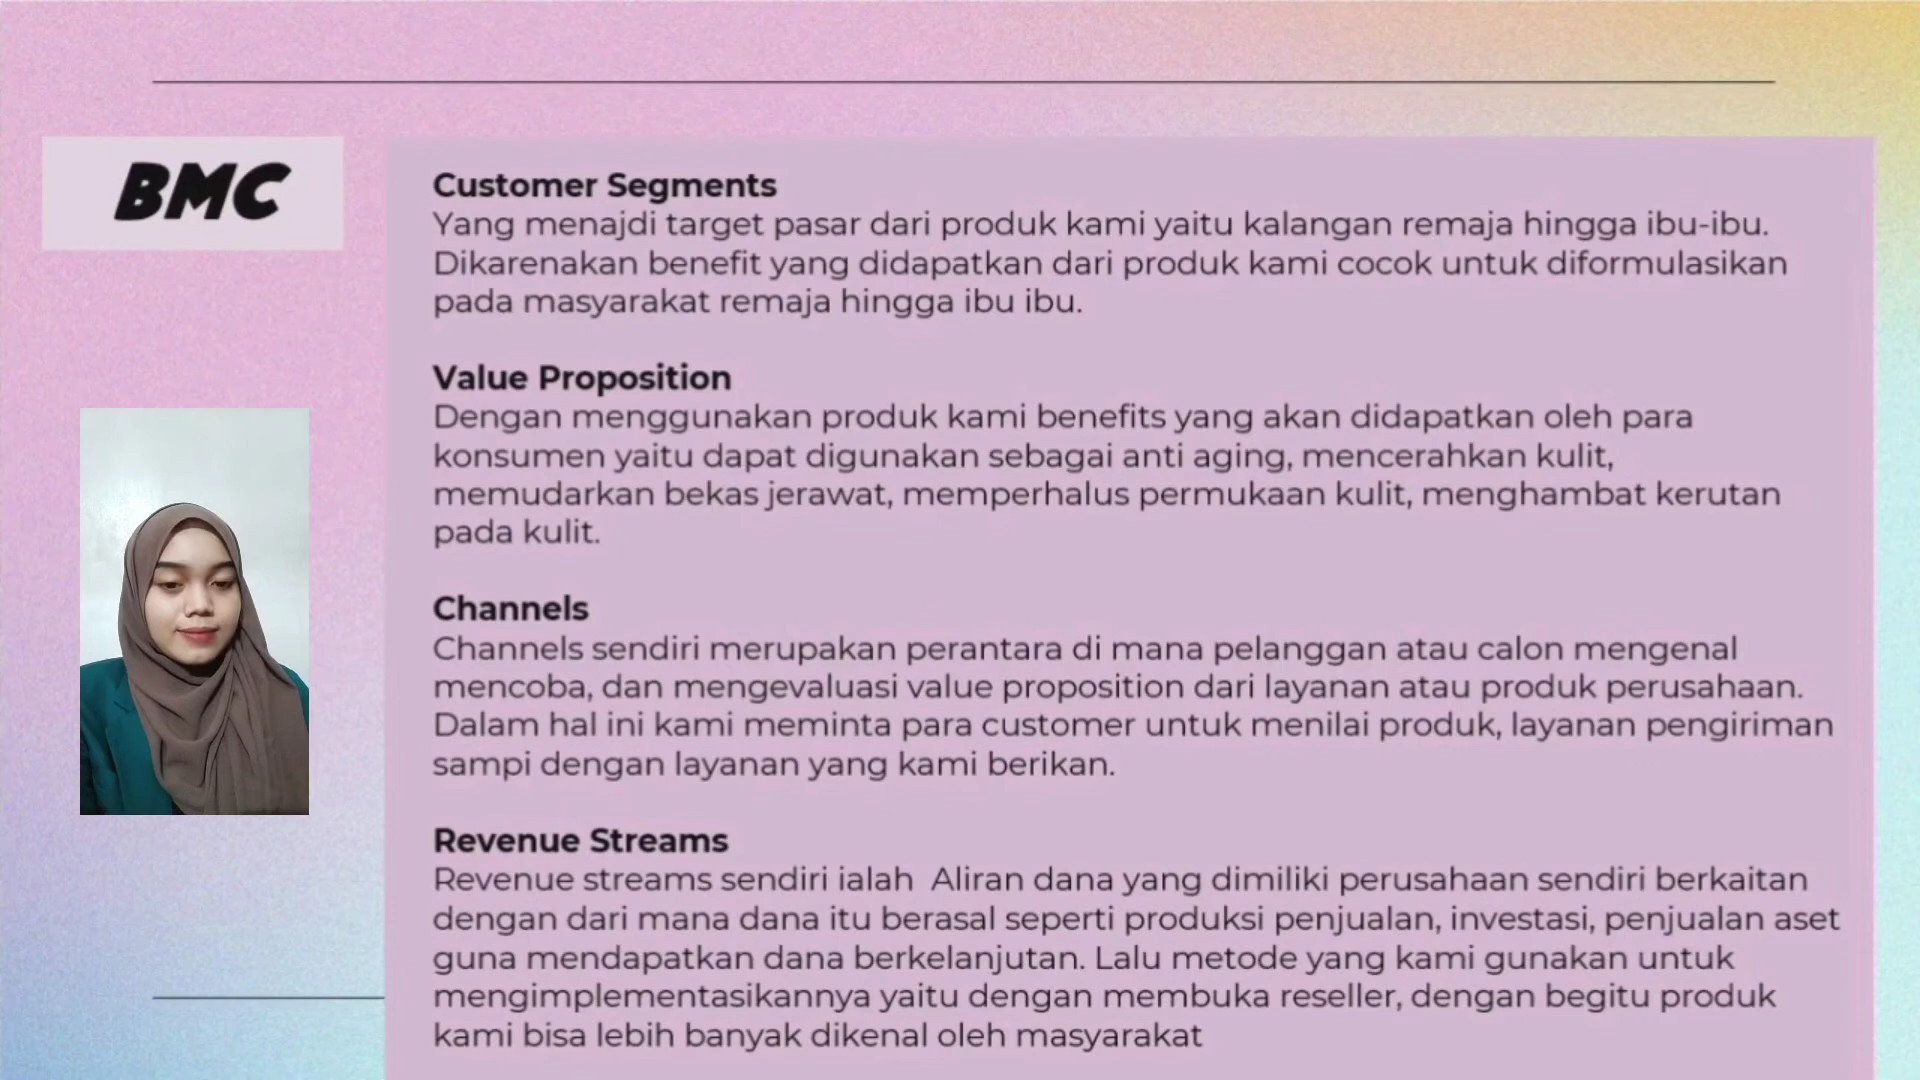 BMC
Customer Segments
Yang menajdi target pasar dari produk kami yaitu kalangan remaja hingga ibu-ibu.
Dikarenakan benefit yang didapatkan dari produk kami cocok untuk diformulasikan
pada masyarakat remaja hingga ibu ibu.
Value Proposition
Dengan menggunakan produk kami benefits yang akan didapatkan oleh para
konsumen yaitu dapat digunakan sebagai anti aging, mencerahkan kulit,
memudarkan bekas jerawat, memperhalus permukaan kulit, menghambat kerutan
pada kulit.
Channels
Channels sendiri merupakan perantara di mana pelanggan atau calon mengenal
mencoba, dan mengevaluasi value proposition dari layanan atau produk perusahaan.
Dalam hal ini kami meminta para customer untuk menilai produk, layanan pengiriman
sampi dengan layanan yang kami berikan.
Revenue Streams
Revenue streams sendiri ialah  Aliran dana yang dimiliki perusahaan sendiri berkaitan
dengan dari mana dana itu berasal seperti produksi penjualan, investasi, penjualan aset
guna mendapatkan dana berkelanjutan. Lalu metode yang kami gunakan untuk
mengimplementasikannya yaitu dengan membuka reseller, dengan begitu produk
kami bisa lebih banyak dikenal oleh masyarakat